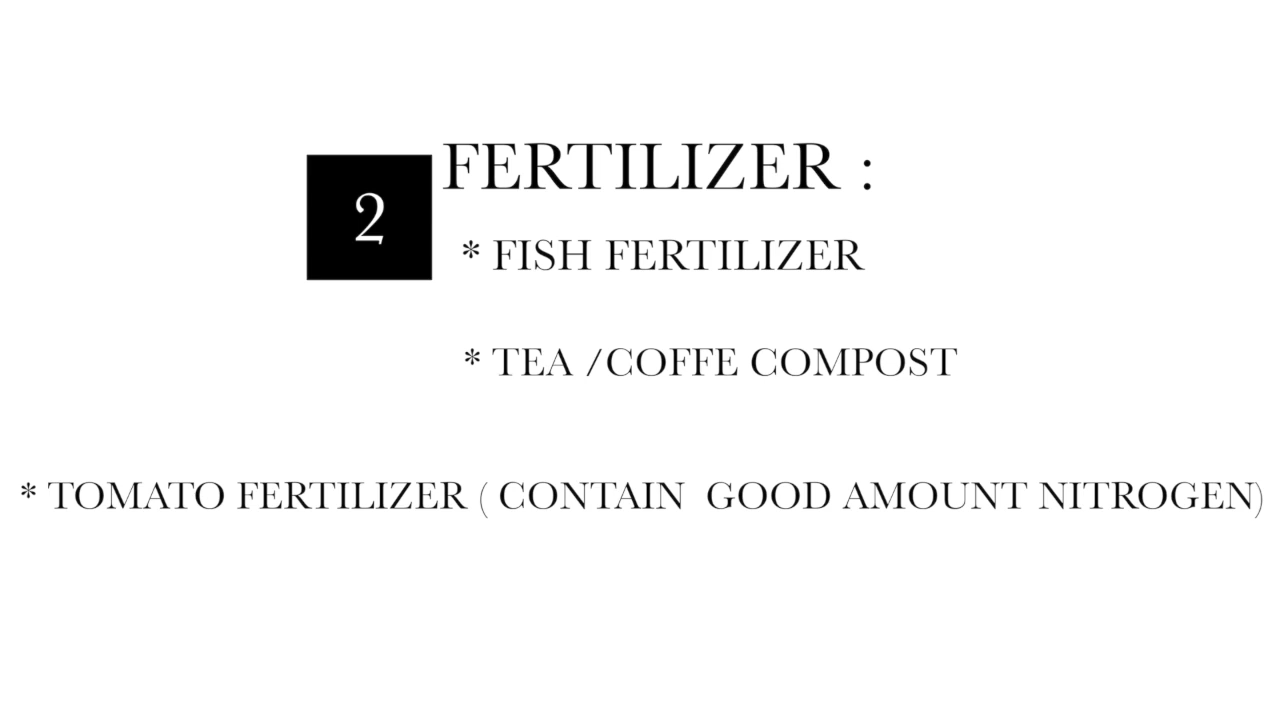 2
FERTILIZER :
* FISH FERTILIZER
* TEA /COFFE COMPOST
* TOMATO FERTILIZER ( CONTAIN  GOOD AMOUNT NITROGEN)